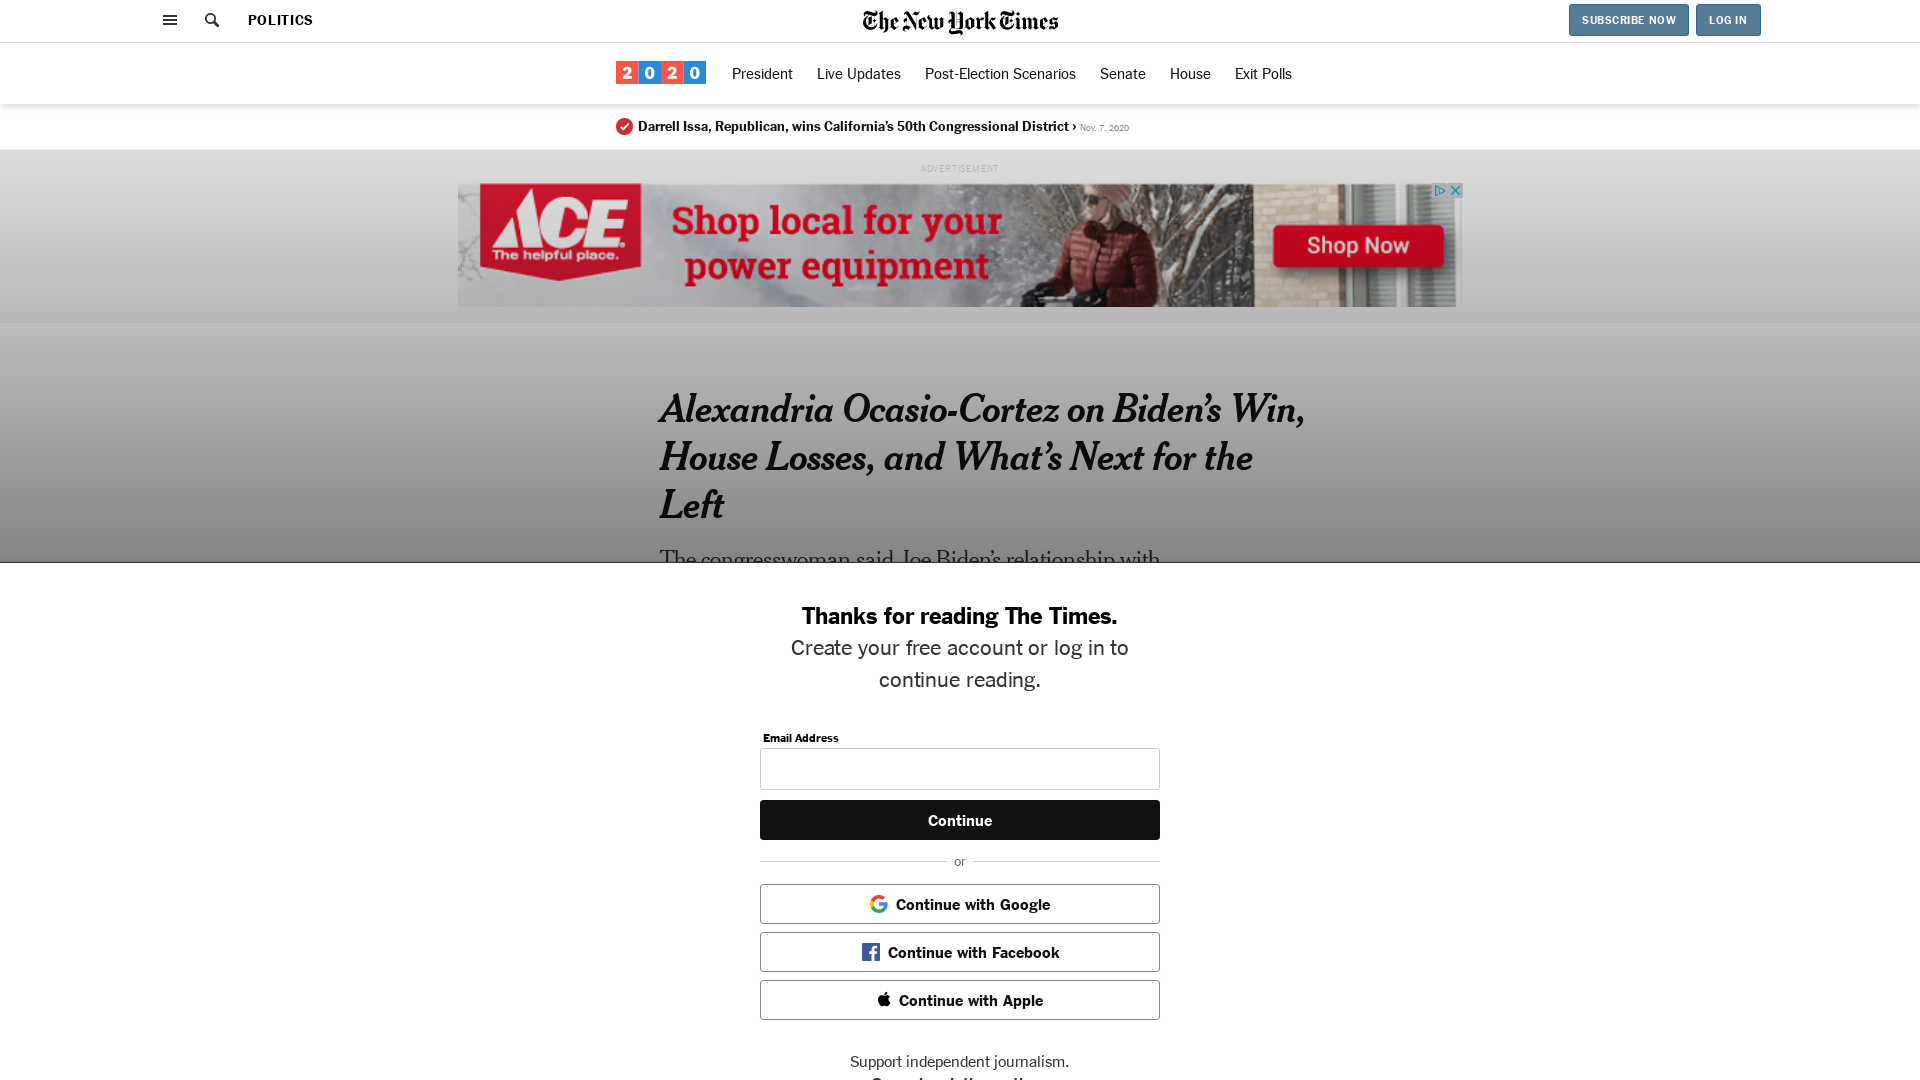 POLITICS
The New York Times
SUBSCRIBE NOW
LOG IN
2020
President
Live Updates
Post-Election Scenarios
Senate
House
Exit Polls
Darrell Issa, Republican, wins California’s 50th Congressional District › Nov. 7, 2020
ADVERTISEMENT
ACE
The helpful place.
Shop local for your
power equipment
Shop Now
Alexandria Ocasio-Cortez on Biden’s Win,
House Losses, and What’s Next for the
Left
The congresswoman said Joe Biden’s relationship with
Thanks for reading The Times.
Create your free account or log in to
continue reading.
Email Address
Continue
or
Continue with Google
Continue with Facebook
Continue with Apple
Support independent journalism.